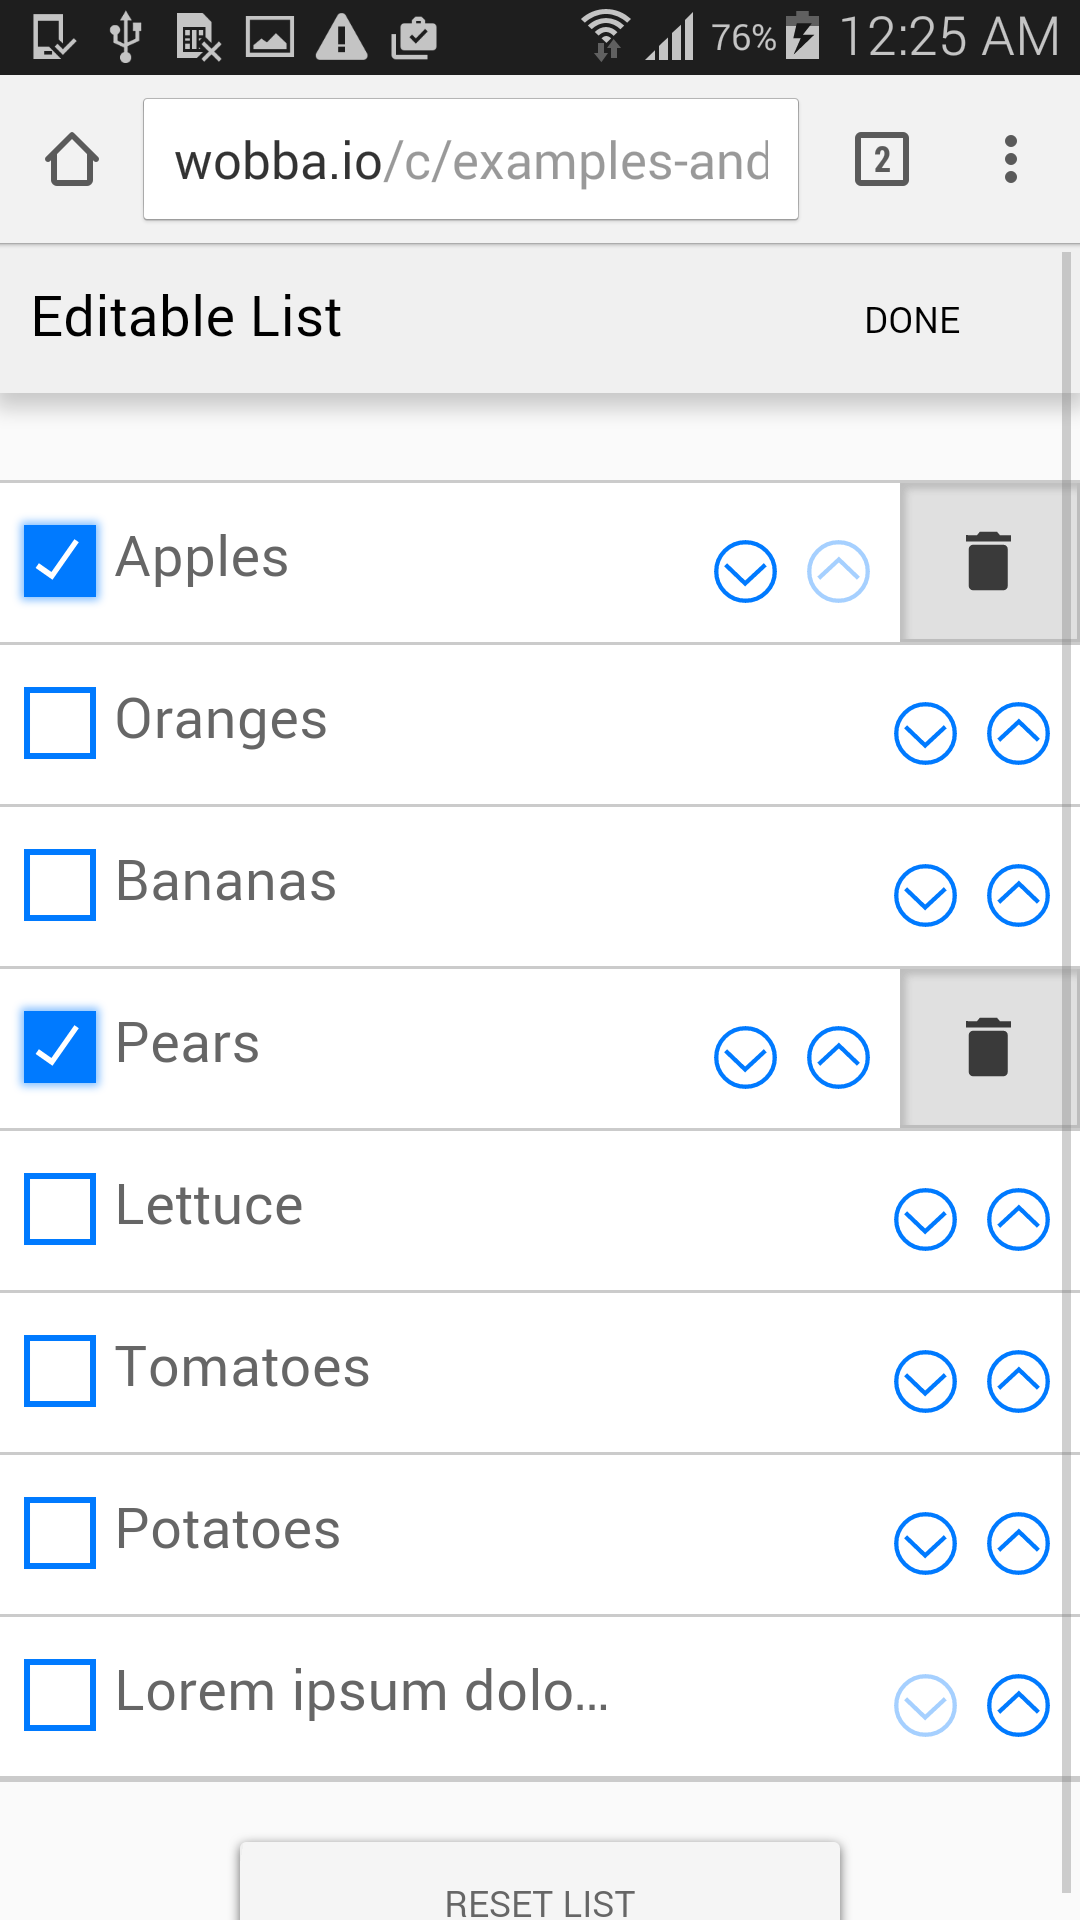 76% 12:25 AM
wobba.io/c/examples-and
2
Editable List DONE
Apples
Oranges
Bananas
Pears
Lettuce
Tomatoes
Potatoes
Lorem ipsum dolo...
RESET LIST